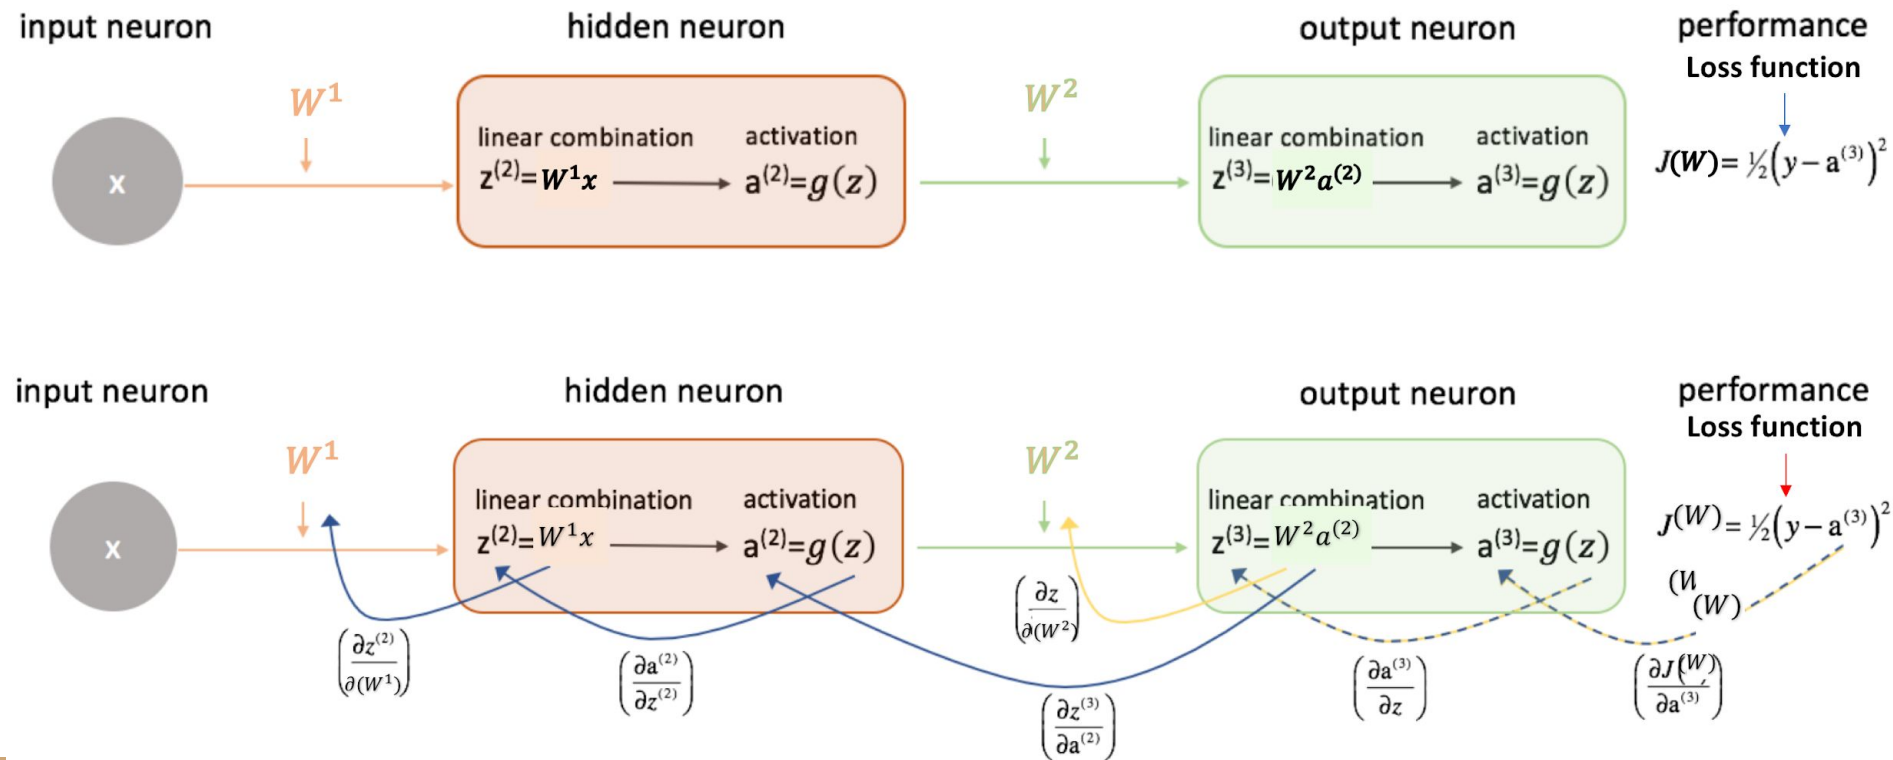 input neuron hidden neuron output neuron performance
Loss function
W¹ W²
linear combination activation linear combination activation
x z⁽²⁾=W¹x a⁽²⁾=g(z) z⁽³⁾=W²a⁽²⁾ a⁽³⁾=g(z) J(W)= ½(y − a⁽³⁾)²
input neuron hidden neuron output neuron performance
Loss function
W¹ W²
linear combination activation linear combination activation
x z⁽²⁾=W¹x a⁽²⁾=g(z) z⁽³⁾=W²a⁽²⁾ a⁽³⁾=g(z) J(W)= ½(y − a⁽³⁾)²
(W)
(∂z/∂(W²))
(∂z⁽²⁾/∂(W¹)) (∂a⁽²⁾/∂z⁽²⁾) (∂z⁽³⁾/∂a⁽²⁾) (∂a⁽³⁾/∂z) (∂J(W)/∂a⁽³⁾)